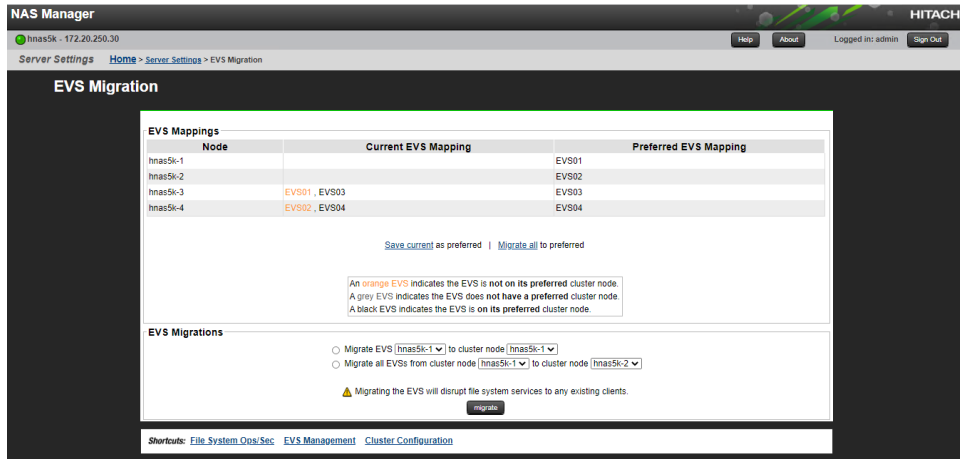 NAS Manager
HITACH
hnas5k - 172.20.250.30
Help
About
Logged in: admin
Sign Out
Server Settings
Home > Server Settings > EVS Migration
EVS Migration
EVS Mappings
Node Current EVS Mapping Preferred EVS Mapping
hnas5k-1 EVS01
hnas5k-2 EVS02
hnas5k-3 EVS01 , EVS03 EVS03
hnas5k-4 EVS02 , EVS04 EVS04
Save current as preferred | Migrate all to preferred
An orange EVS indicates the EVS is not on its preferred cluster node.
A grey EVS indicates the EVS does not have a preferred cluster node.
A black EVS indicates the EVS is on its preferred cluster node.
EVS Migrations
Migrate EVS hnas5k-1 to cluster node hnas5k-1
Migrate all EVSs from cluster node hnas5k-1 to cluster node hnas5k-2
Migrating the EVS will disrupt file system services to any existing clients.
migrate
Shortcuts: File System Ops/Sec EVS Management Cluster Configuration